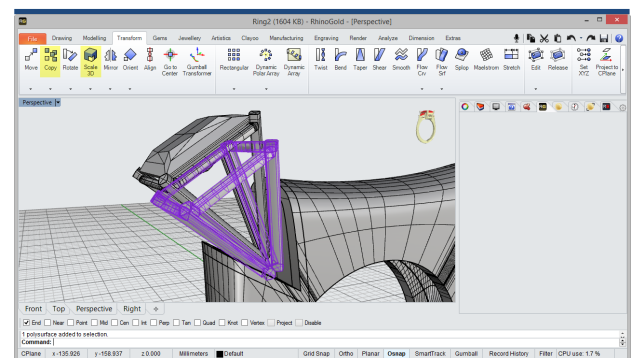 Ring2 (1604 KB) - RhinoGold - [Perspective]
File Drawing Modelling Transform Gems Jewellery Artistics Clayoo Manufacturing Engraving Render Analyze Dimension Extras
Move Copy Rotate Scale 3D Mirror Orient Align Go to Center Gumball Transformer Rectangular Dynamic Polar Array Dynamic Array Twist Bend Taper Shear Smooth Flow Crv Flow Srf Splop Maelstrom Stretch Edit Release Set XYZ Project to CPlane
Perspective
Front Top Perspective Right
End Near Point Mid Cen Int Perp Tan Quad Knot Vertex Project Disable
1 polysurface added to selection.
Command:
CPlane x -135.926 y -158.937 z 0.000 Millimeters Default Grid Snap Ortho Planar Osnap SmartTrack Gumball Record History Filter CPU use: 1.7 %